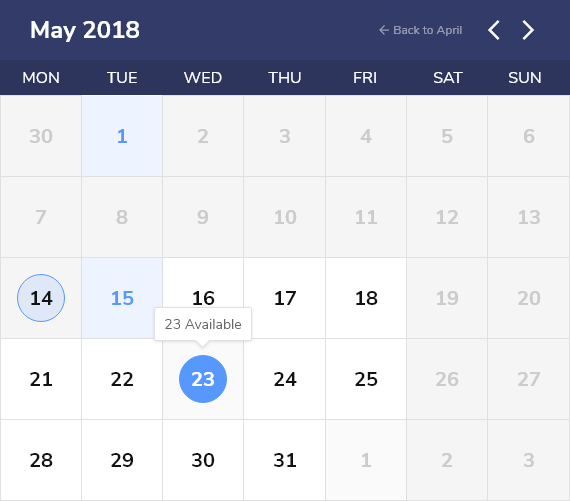 May 2018
← Back to April
MON TUE WED THU FRI SAT SUN
30 1 2 3 4 5 6
7 8 9 10 11 12 13
14 15 16 17 18 19 20
23 Available
21 22 23 24 25 26 27
28 29 30 31 1 2 3